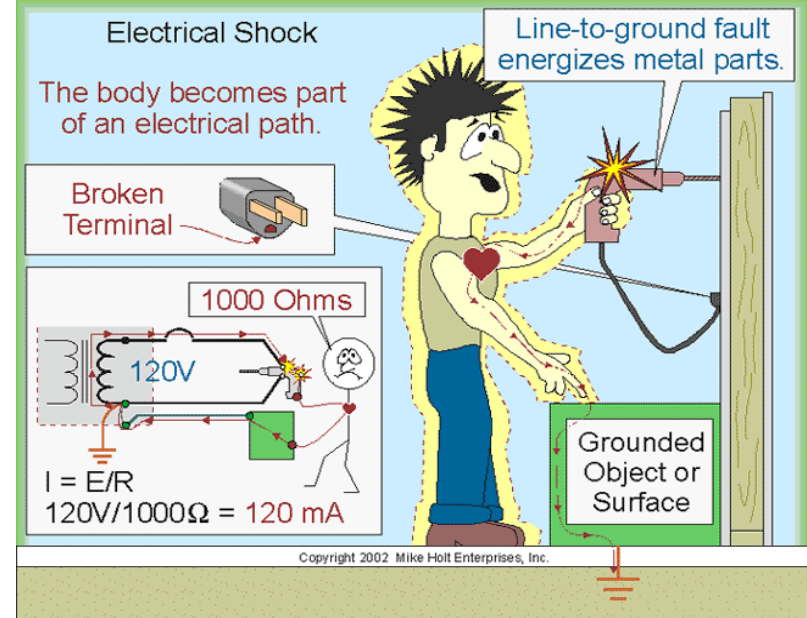 Electrical Shock
The body becomes part
of an electrical path.
Line-to-ground fault
energizes metal parts.
Broken
Terminal
1000 Ohms
120V
I = E/R
120V/1000Ω = 120 mA
Grounded
Object or
Surface
Copyright 2002 Mike Holt Enterprises, Inc.